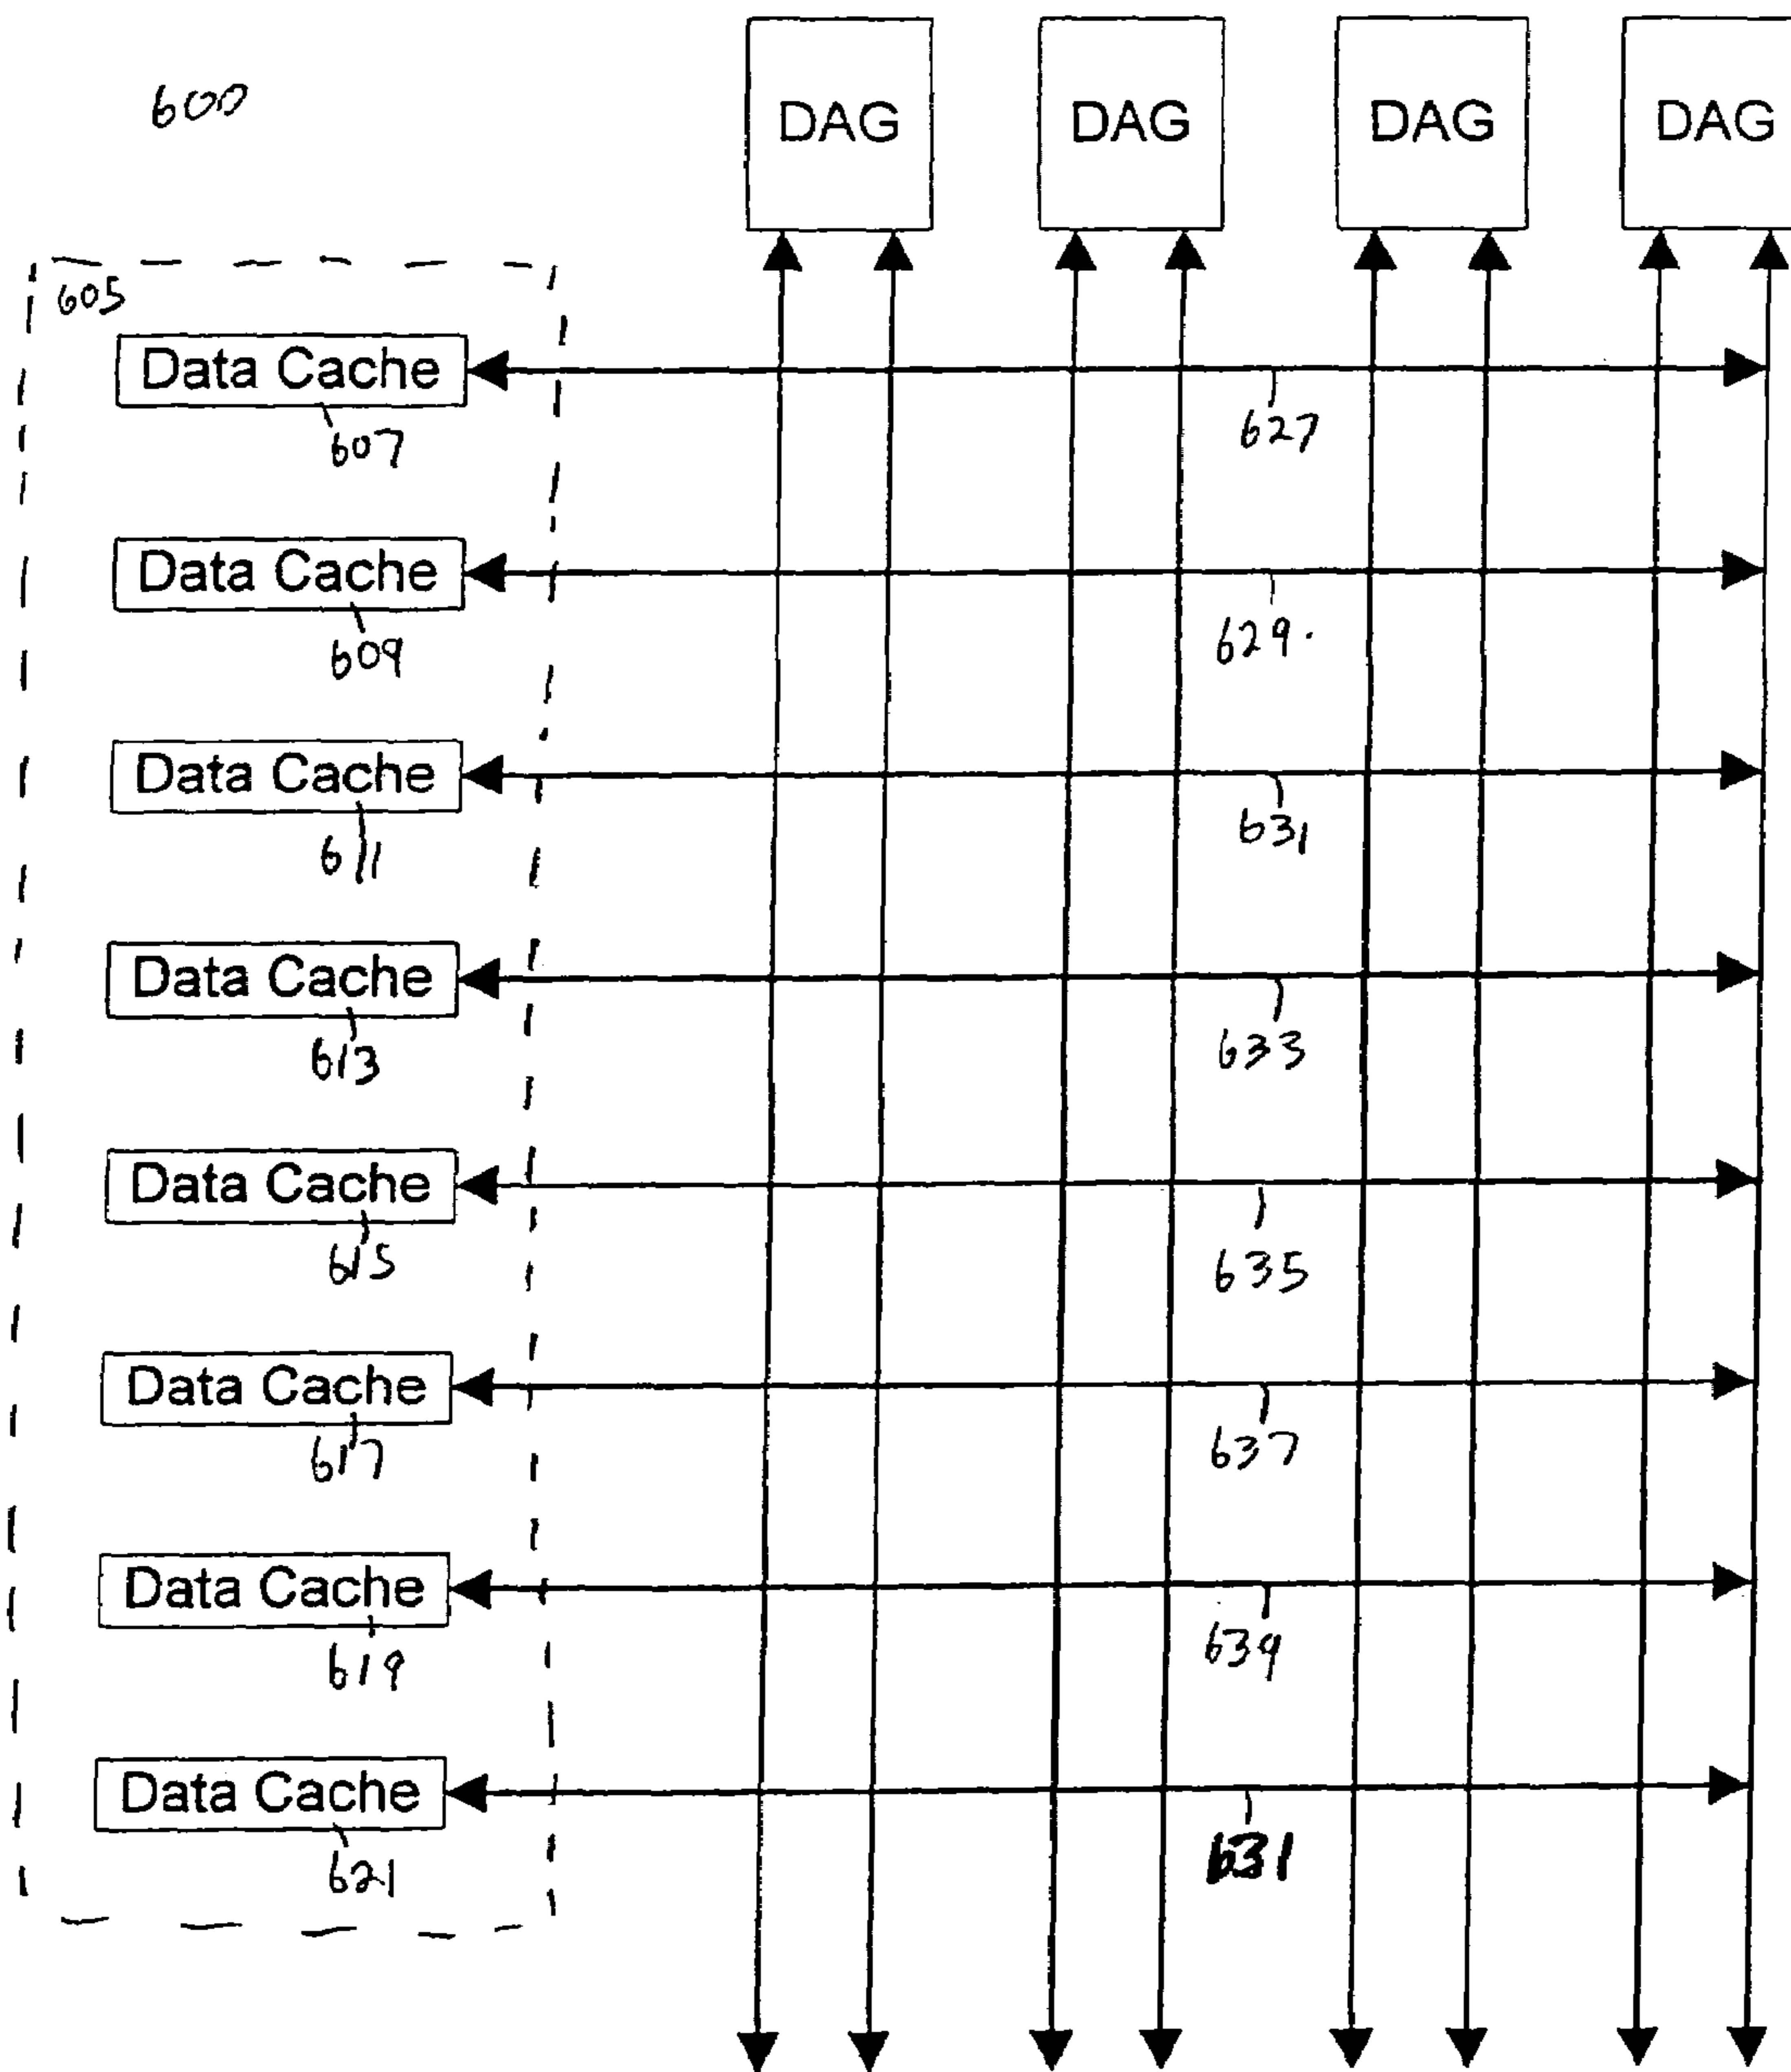 600
DAG DAG DAG DAG
605
Data Cache
607
627
Data Cache
609
629.
Data Cache
611
631
Data Cache
613
633
Data Cache
615
635
Data Cache
617
637
Data Cache
619
639
Data Cache
621
631